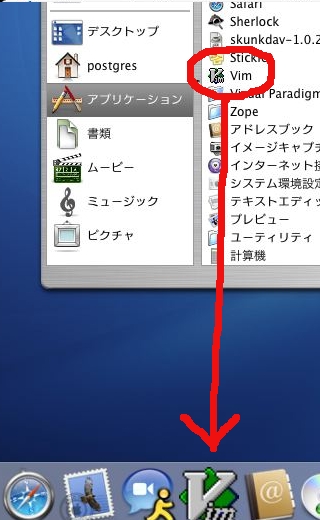 デスクトップ
postgres
アプリケーション
書類
ムービー
ミュージック
ピクチャ
Safari
Sherlock
skunkdav-1.0.2
Vim
Visual Paradigm
Zope
アドレスブック
イメージキャプチ
インターネット接
システム環境設定
テキストエディッ
プレビュー
ユーティリティ
計算機
Vim
@